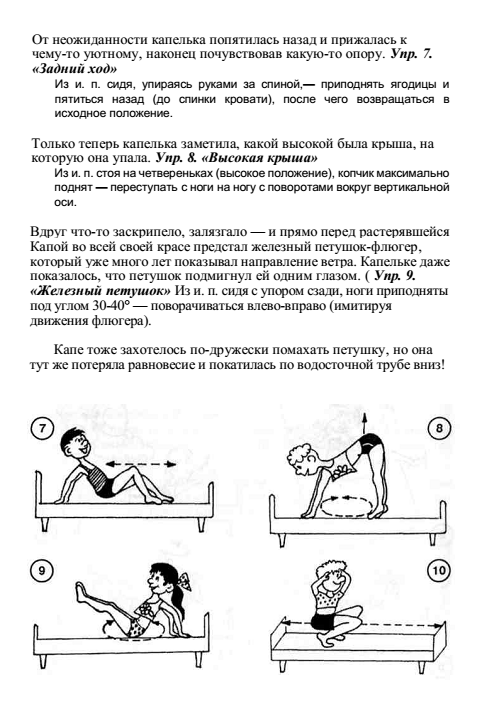 От неожиданности капелька попятилась назад и прижалась к
чему-то уютному, наконец почувствовав какую-то опору. Упр. 7.
«Задний ход»
Из и. п. сидя, упираясь руками за спиной,— приподнять ягодицы и
пятиться назад (до спинки кровати), после чего возвращаться в
исходное положение.
Только теперь капелька заметила, какой высокой была крыша, на
которую она упала. Упр. 8. «Высокая крыша»
Из и. п. стоя на четвереньках (высокое положение), копчик максимально
поднят — переступать с ноги на ногу с поворотами вокруг вертикальной
оси.
Вдруг что-то заскрипело, залязгало — и прямо перед растерявшейся
Капой во всей своей красе предстал железный петушок-флюгер,
который уже много лет показывал направление ветра. Капельке даже
показалось, что петушок подмигнул ей одним глазом. ( Упр. 9.
«Железный петушок» Из и. п. сидя с упором сзади, ноги приподняты
под углом 30-40° — поворачиваться влево-вправо (имитируя
движения флюгера).
Капе тоже захотелось по-дружески помахать петушку, но она
тут же потеряла равновесие и покатилась по водосточной трубе вниз!
7
8
9
10